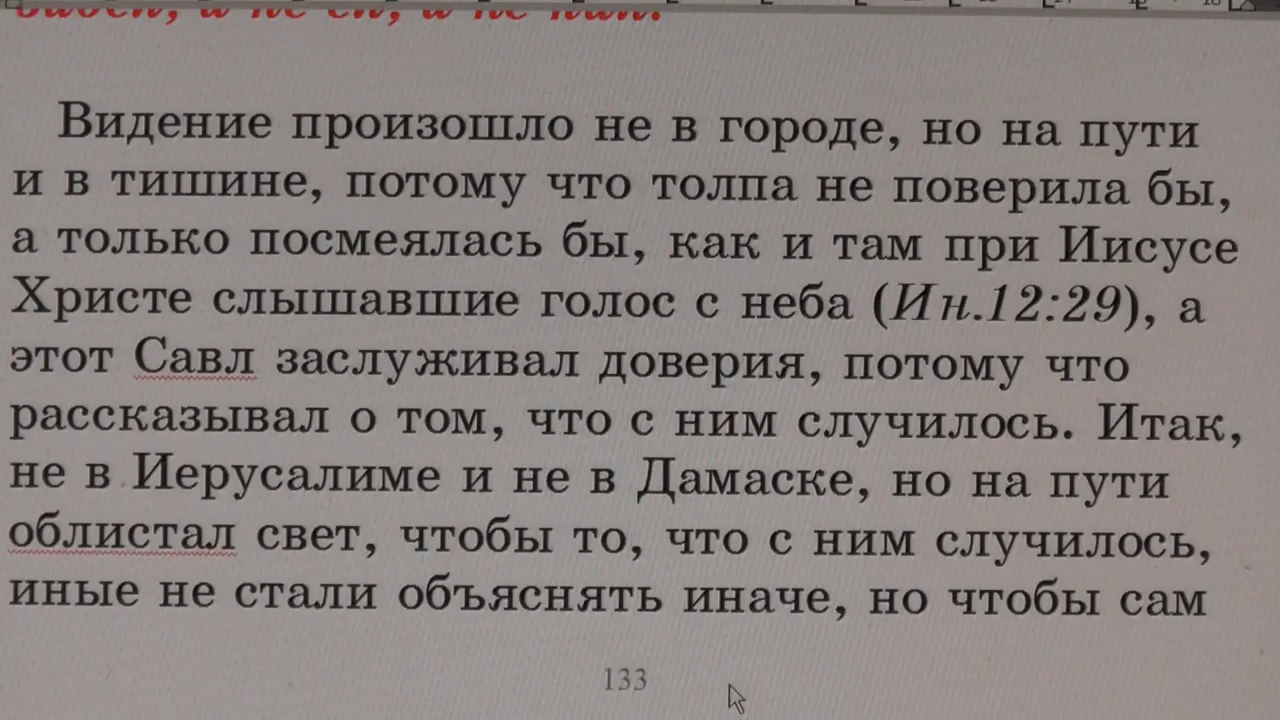 Видение произошло не в городе, но на пути
и в тишине, потому что толпа не поверила бы,
а только посмеялась бы, как и там при Иисусе
Христе слышавшие голос с неба (Ин.12:29), а
этот Савл заслуживал доверия, потому что
рассказывал о том, что с ним случилось. Итак,
не в Иерусалиме и не в Дамаске, но на пути
облистал свет, чтобы то, что с ним случилось,
иные не стали объяснять иначе, но чтобы сам
133